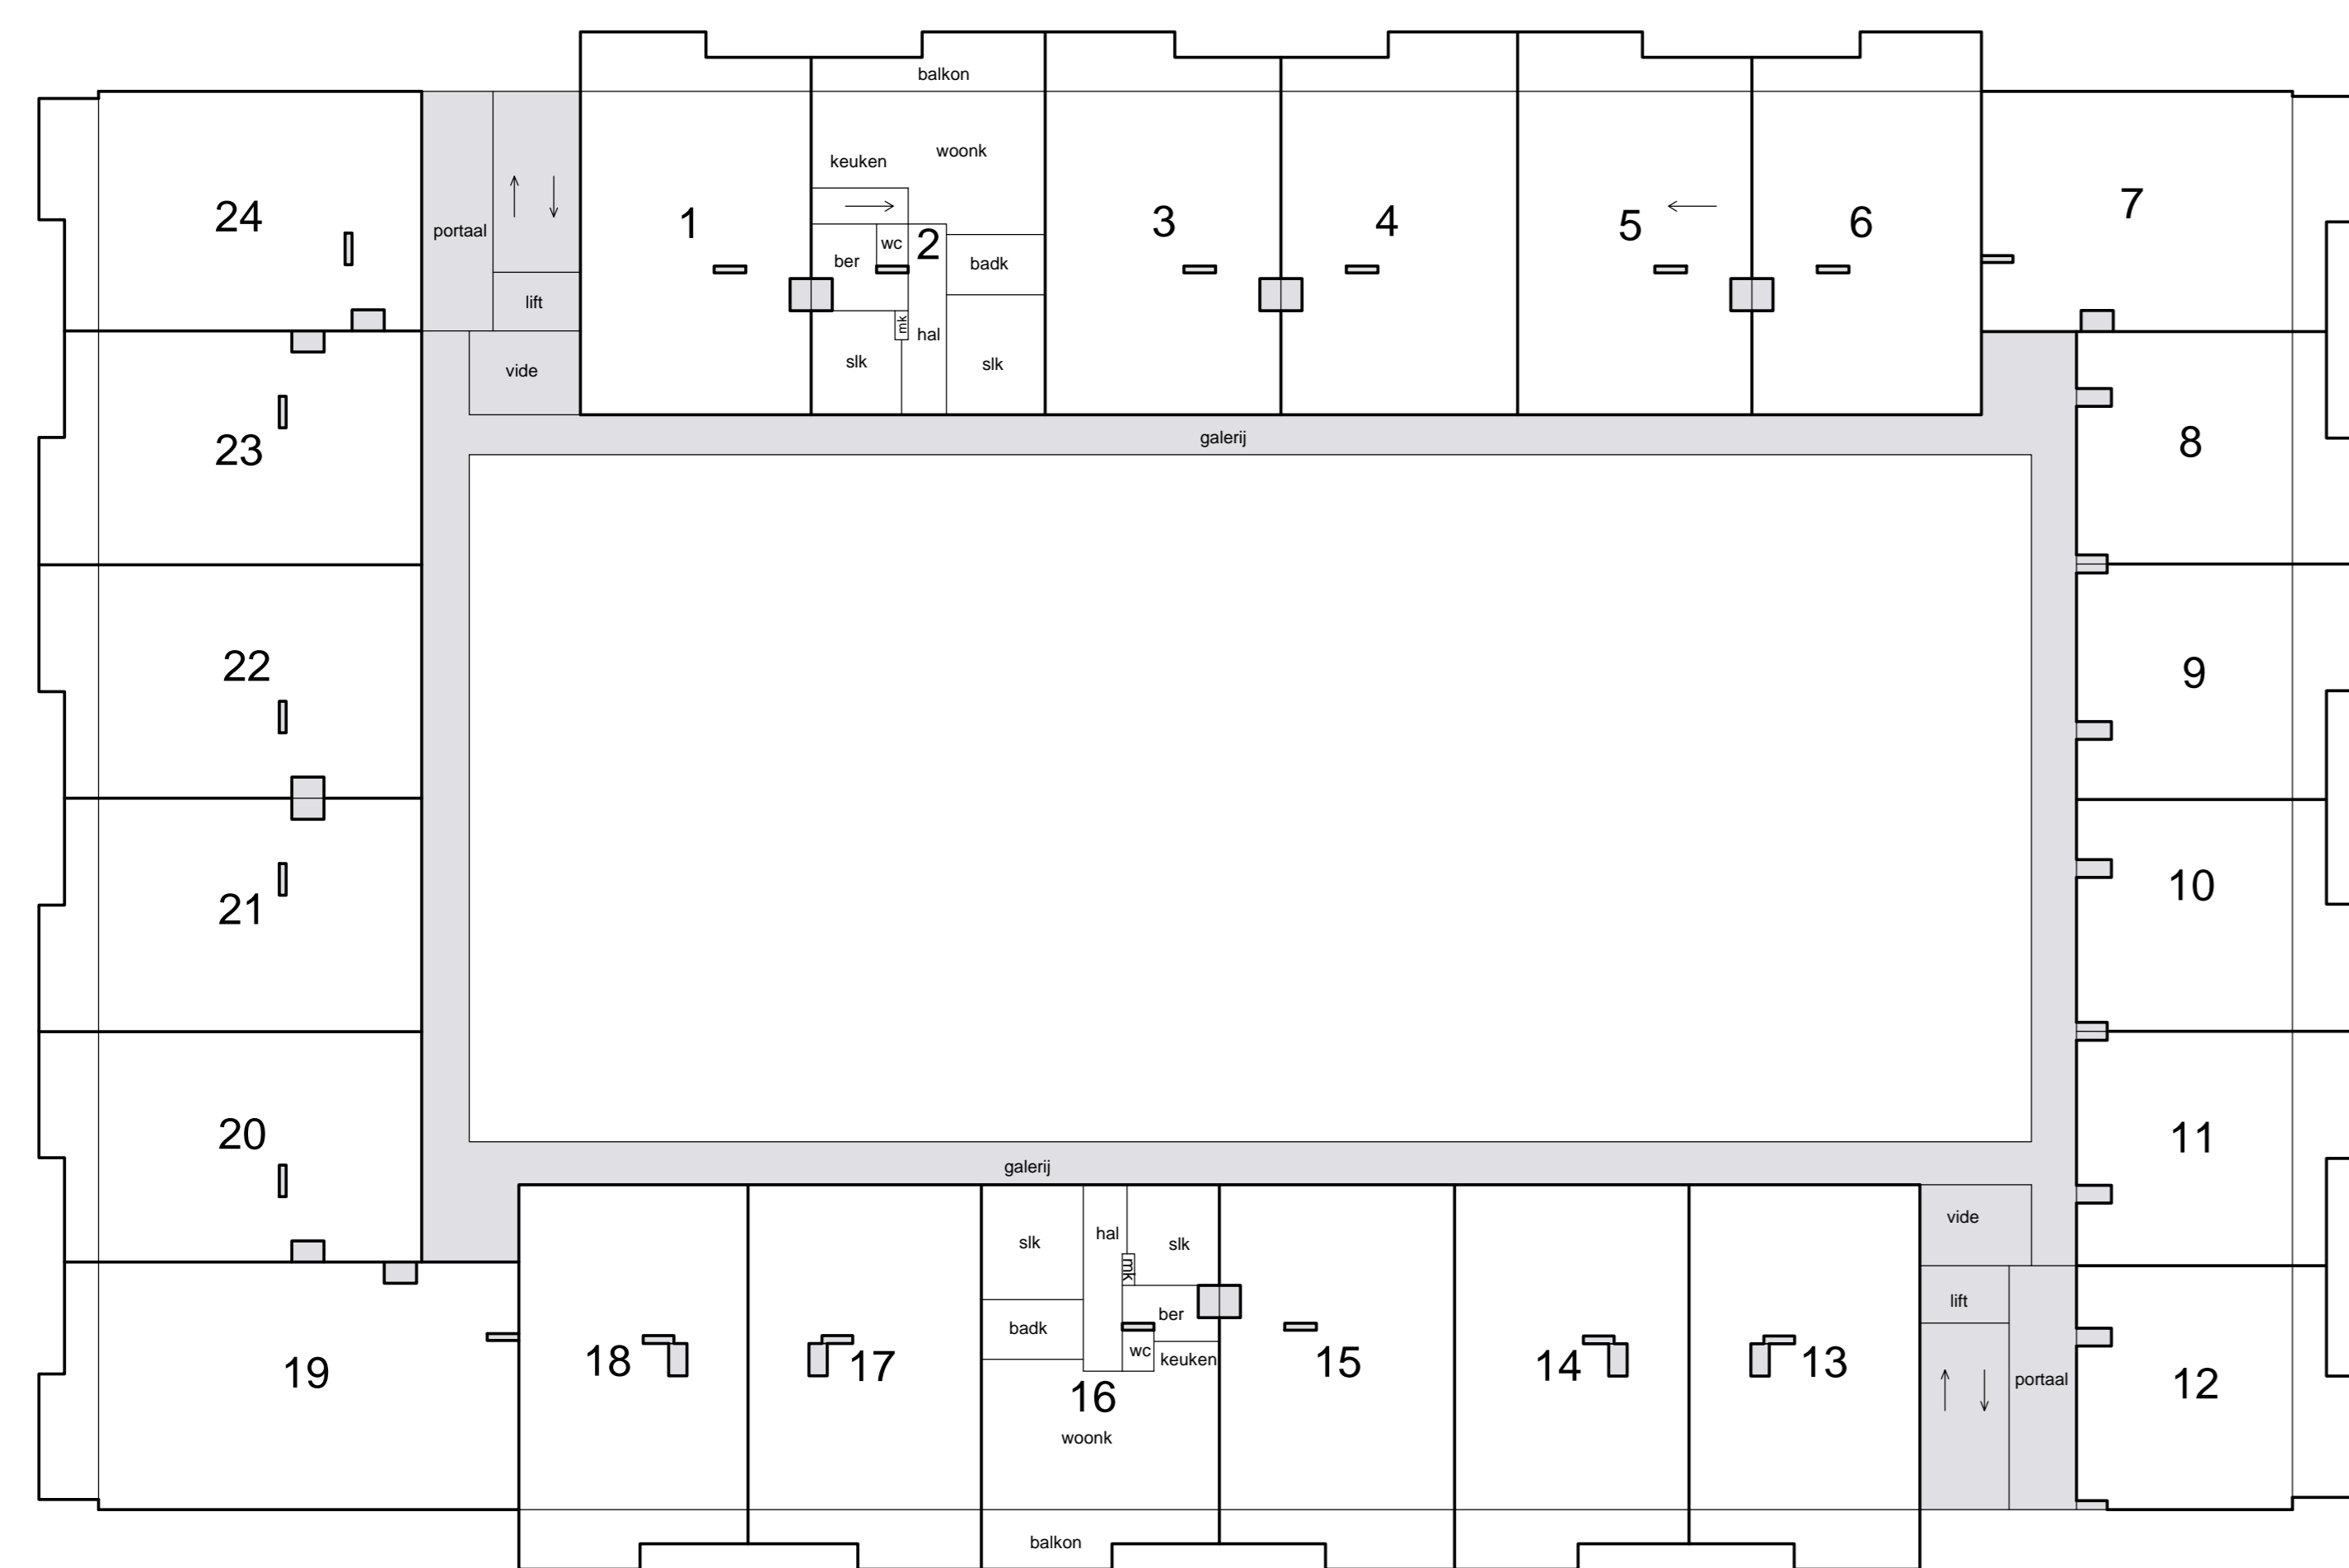 balkon
keuken
woonk
24
portaal
1
wc
2
ber
badk
3
4
5
6
7
lift
mk
hal
vide
slk
slk
galerij
23
8
22
9
21
10
20
11
galerij
slk
hal
slk
vide
mk
lift
ber
badk
wc
keuken
19
18
17
16
15
14
13
portaal
12
woonk
balkon